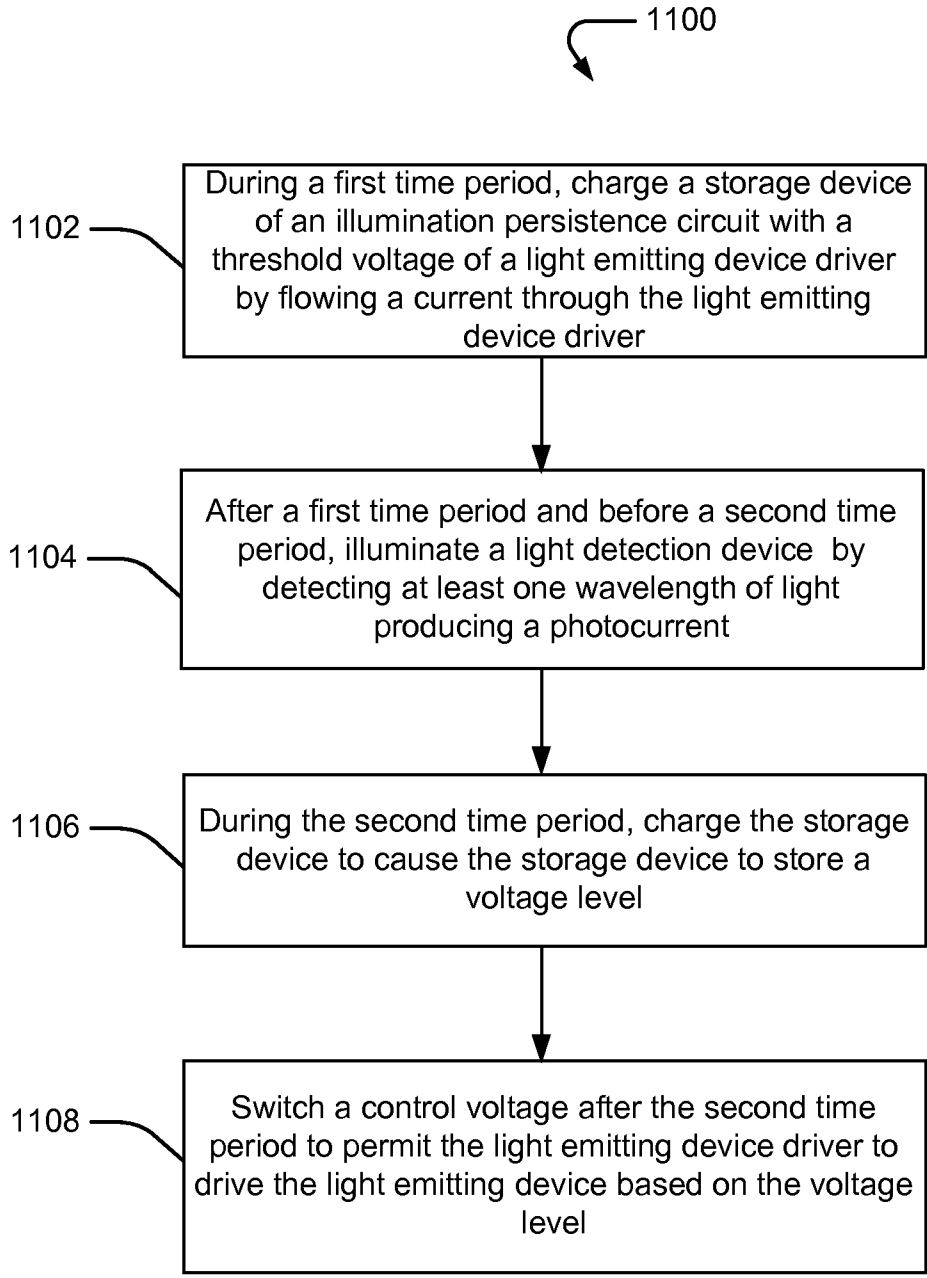 1100
1102
During a first time period, charge a storage device
of an illumination persistence circuit with a
threshold voltage of a light emitting device driver
by flowing a current through the light emitting
device driver
1104
After a first time period and before a second time
period, illuminate a light detection device by
detecting at least one wavelength of light
producing a photocurrent
1106
During the second time period, charge the storage
device to cause the storage device to store a
voltage level
1108
Switch a control voltage after the second time
period to permit the light emitting device driver to
drive the light emitting device based on the voltage
level